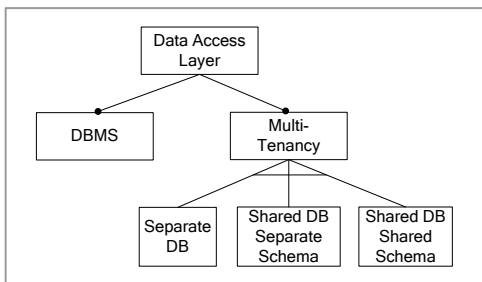 Data Access
Layer
DBMS
Multi-
Tenancy
Separate
DB
Shared DB
Separate
Schema
Shared DB
Shared
Schema